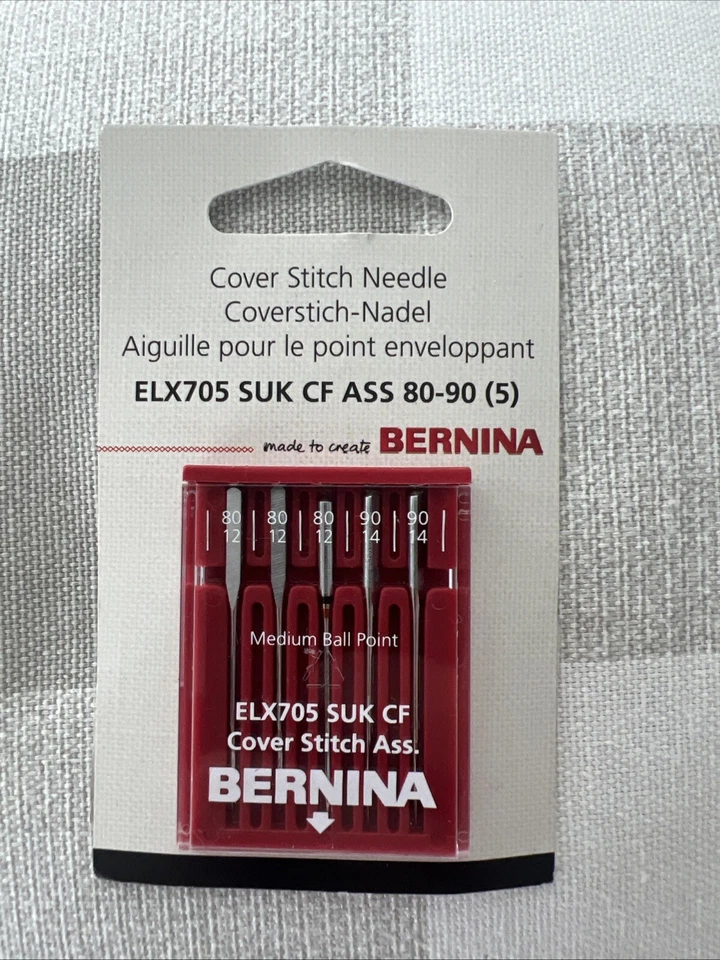 Cover Stitch Needle
Coverstich-Nadel
Aiguille pour le point enveloppant
ELX705 SUK CF ASS 80-90 (5)
made to create BERNINA
80 80 80 90 90
12 12 12 14 14
Medium Ball Point
ELX705 SUK CF
Cover Stitch Ass.
BERNINA